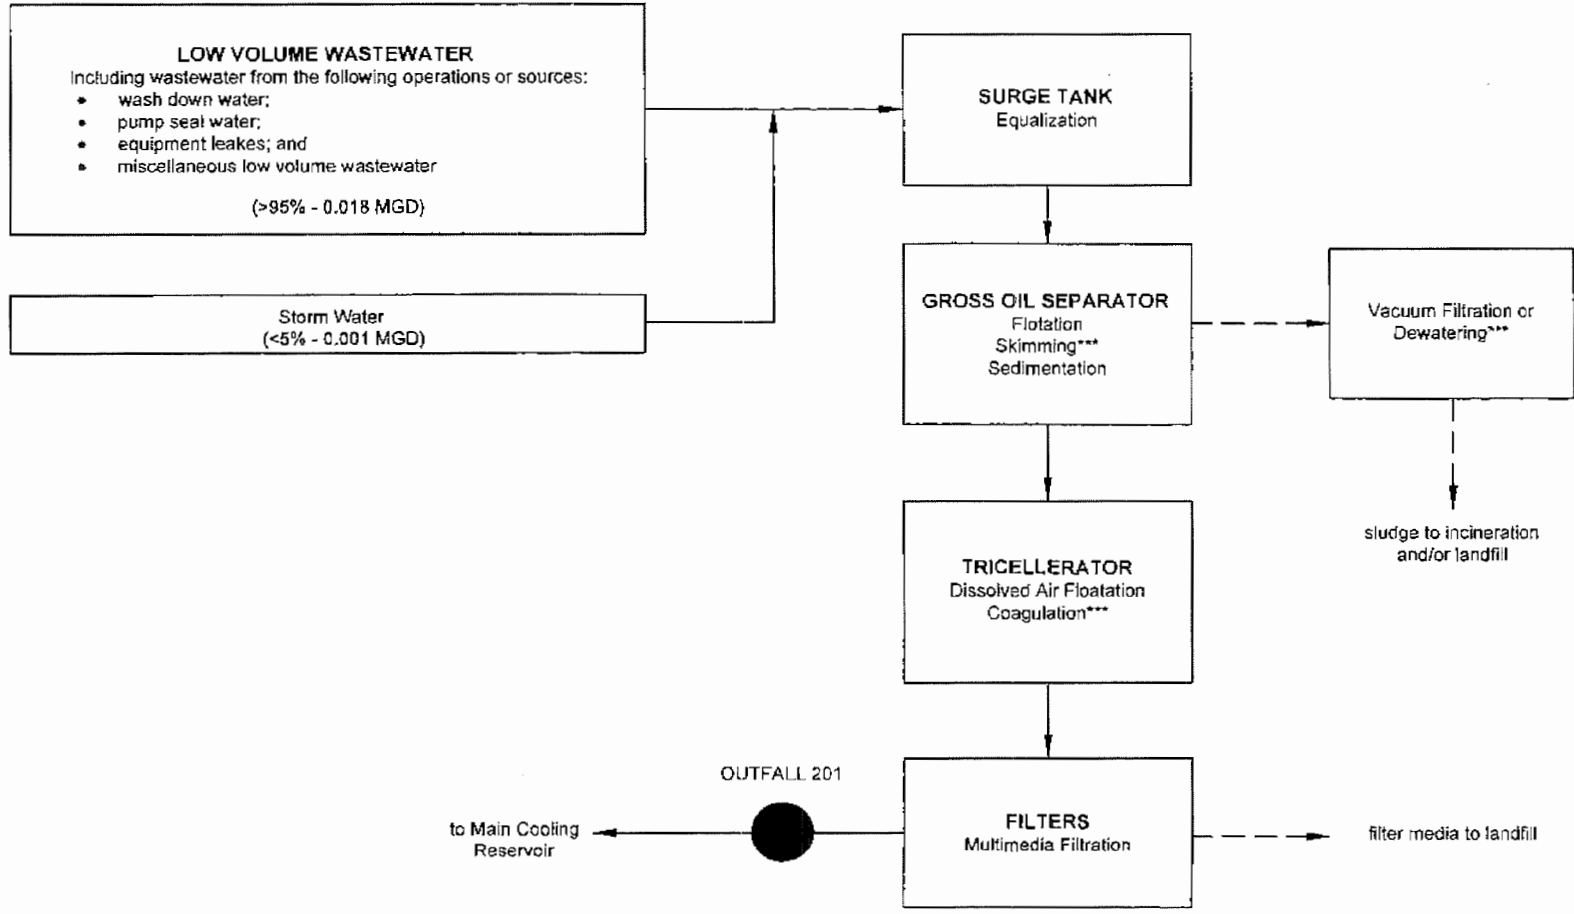 LOW VOLUME WASTEWATER
Including wastewater from the following operations or sources:
• wash down water;
• pump seal water;
• equipment leakes; and
• miscellaneous low volume wastewater
(>95% - 0.018 MGD)
Storm Water
(<5% - 0.001 MGD)
SURGE TANK
Equalization
GROSS OIL SEPARATOR
Flotation
Skimming***
Sedimentation
Vacuum Filtration or
Dewatering***
sludge to incineration
and/or landfill
TRICELLERATOR
Dissolved Air Floatation
Coagulation***
FILTERS
Multimedia Filtration
filter media to landfill
OUTFALL 201
to Main Cooling
Reservoir